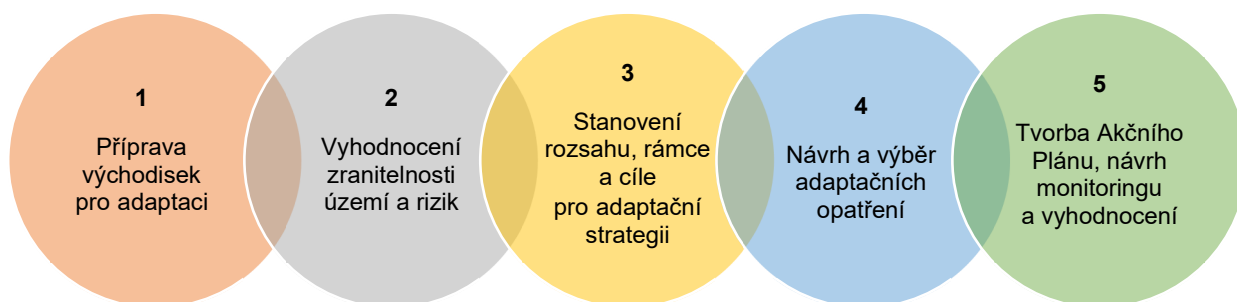 1
Příprava
východisek
pro adaptaci
2
Vyhodnocení
zranitelnosti
území a rizik
3
Stanovení
rozsahu, rámce
a cíle
pro adaptační
strategii
4
Návrh a výběr
adaptačních
opatření
5
Tvorba Akčního
Plánu, návrh
monitoringu
a vyhodnocení